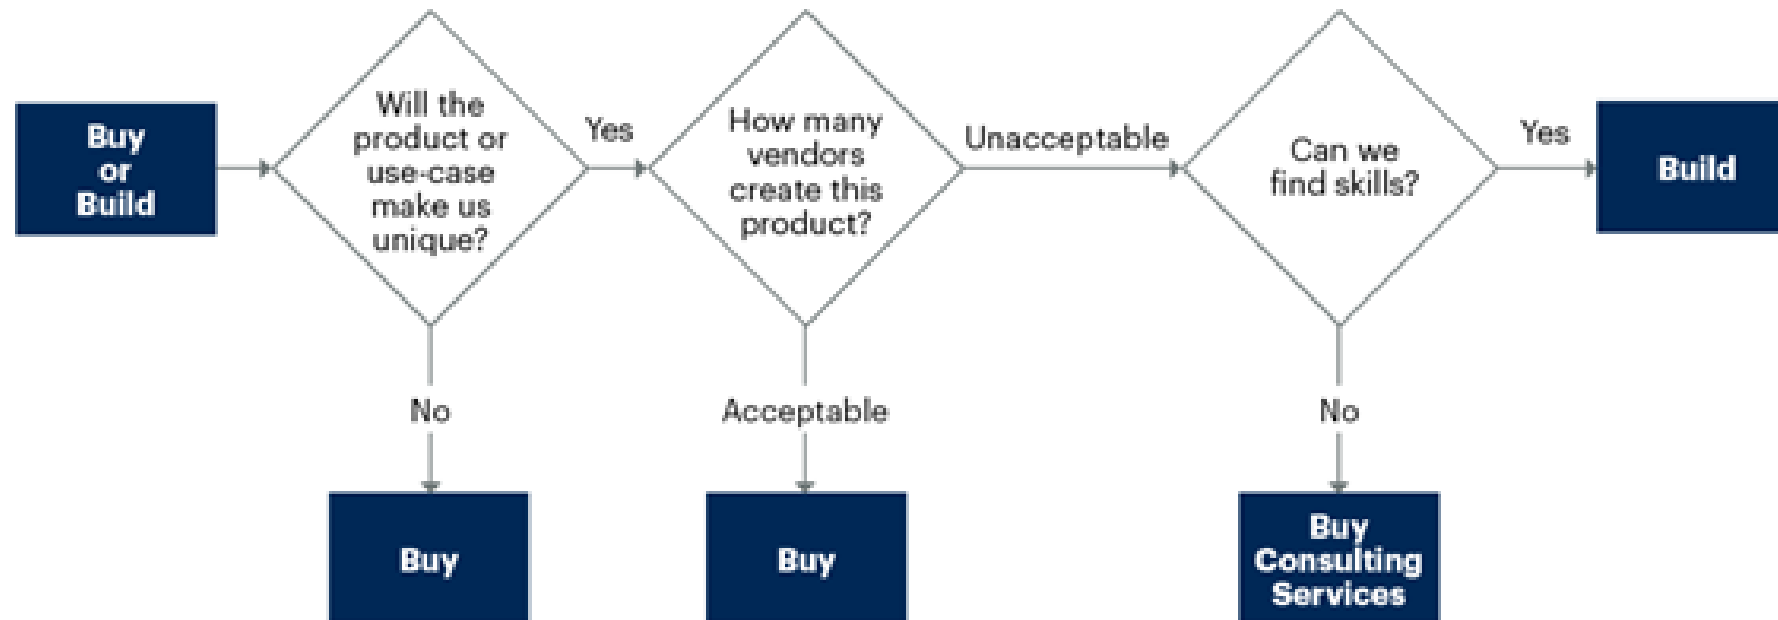 Buy
or
Build
Will the
product or
use-case
make us
unique?
Yes
How many
vendors
create this
product?
Unacceptable
Can we
find skills?
Yes
Build
No
Acceptable
No
Buy
Buy
Buy
Consulting
Services